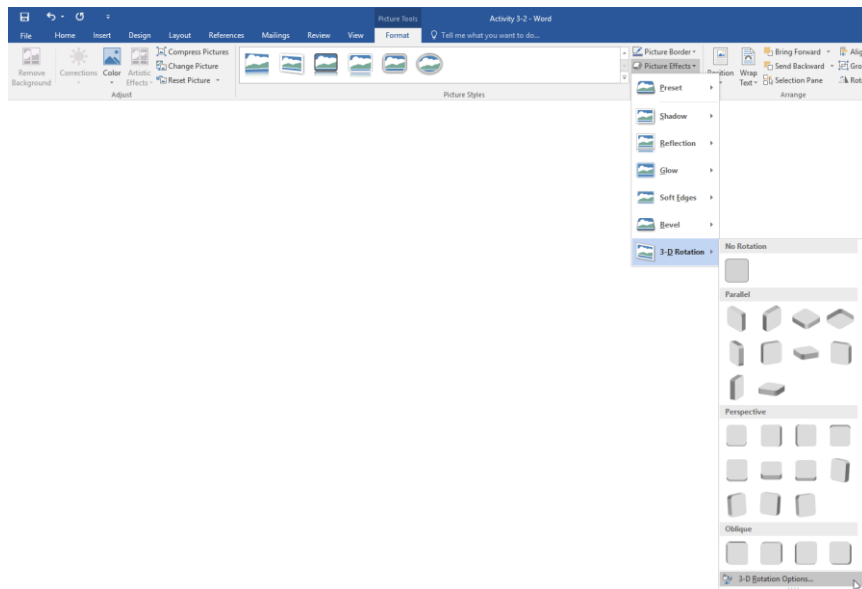 Picture Tools
Activity 3-2 - Word
File Home Insert Design Layout References Mailings Review View Format Tell me what you want to do...
Remove Background
Corrections
Color
Artistic Effects
Compress Pictures
Change Picture
Reset Picture
Adjust
Picture Styles
Picture Border
Picture Effects
Wrap Text
Bring Forward
Send Backward
Selection Pane
Arrange
Preset
Shadow
Reflection
Glow
Soft Edges
Bevel
3-D Rotation
No Rotation
Parallel
Perspective
Oblique
3-D Rotation Options...